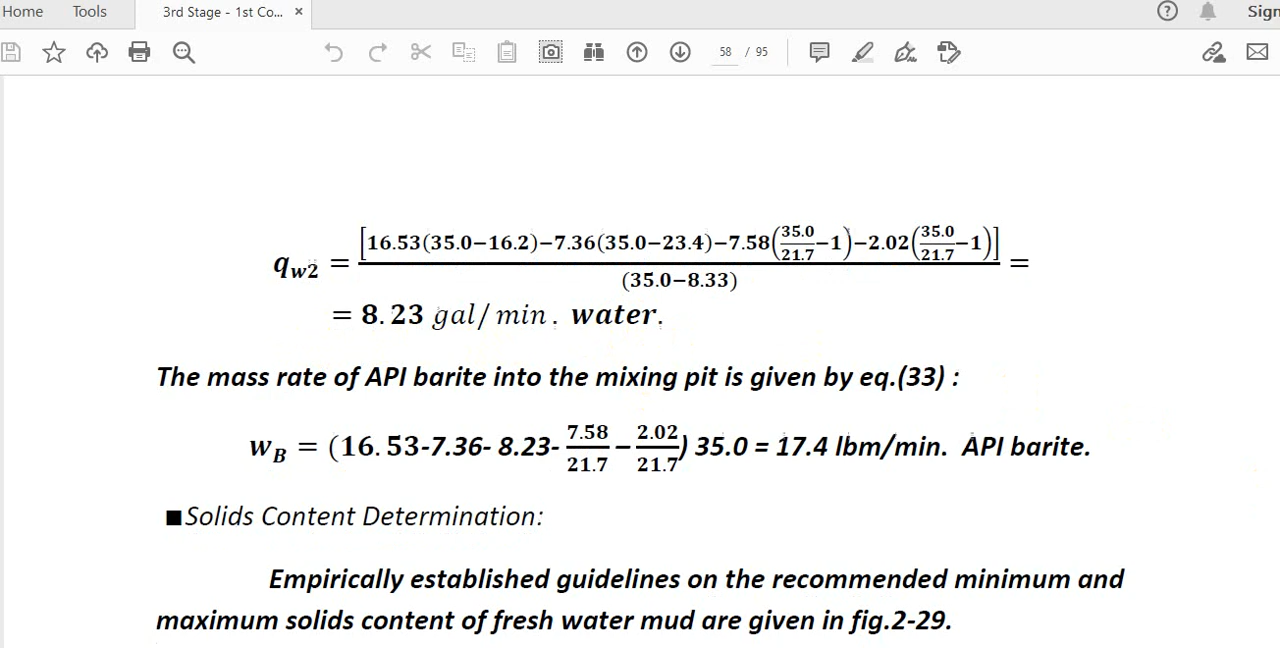 Home Tools 3rd Stage - 1st Co... × Sign
58 / 95
q_w2 = [16.53(35.0−16.2)−7.36(35.0−23.4)−7.58(35.0/21.7−1)−2.02(35.0/21.7−1)] / (35.0−8.33) =
= 8.23 gal/min. water.
The mass rate of API barite into the mixing pit is given by eq.(33) :
w_B = (16.53-7.36- 8.23- 7.58/21.7 − 2.02/21.7) 35.0 = 17.4 lbm/min. API barite.
■Solids Content Determination:
Empirically established guidelines on the recommended minimum and
maximum solids content of fresh water mud are given in fig.2-29.